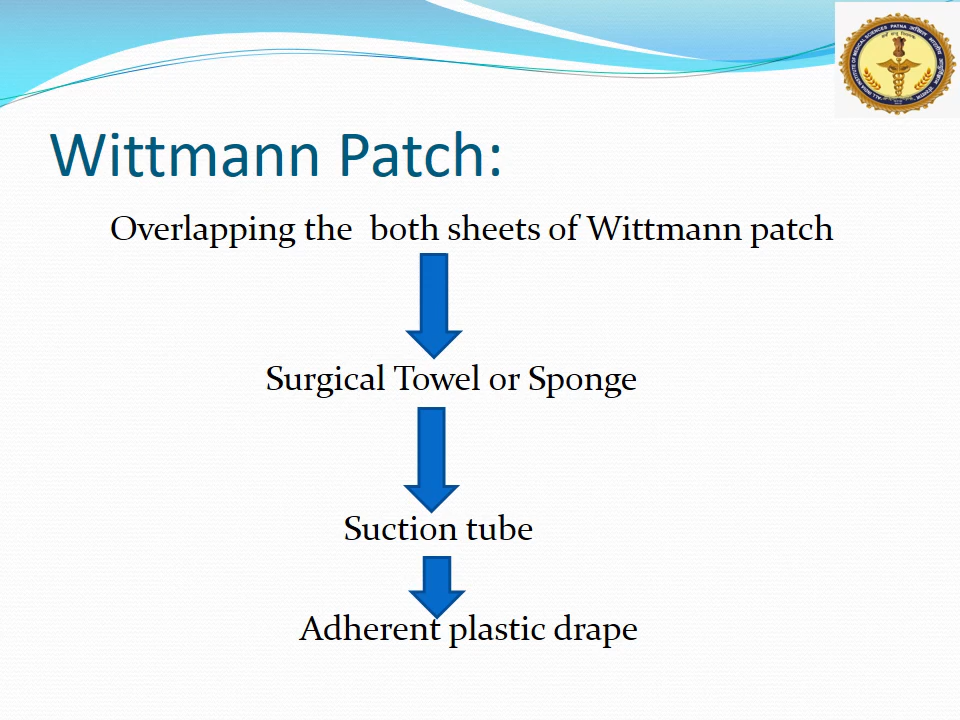 Wittmann Patch:
Overlapping the  both sheets of Wittmann patch
Surgical Towel or Sponge
Suction tube
Adherent plastic drape